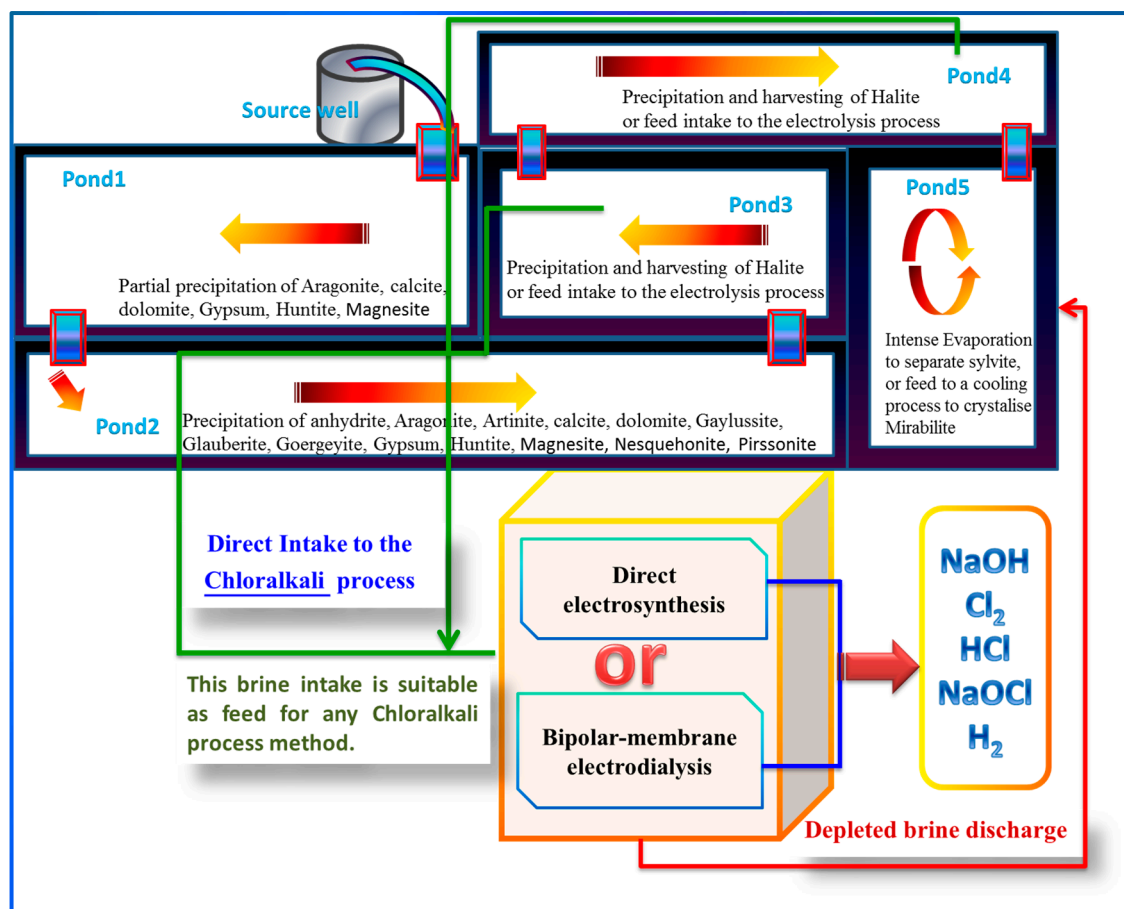 Source well
Pond4
Precipitation and harvesting of Halite
or feed intake to the electrolysis process
Pond1
Partial precipitation of Aragonite, calcite,
dolomite, Gypsum, Huntite, Magnesite
Pond3
Precipitation and harvesting of Halite
or feed intake to the electrolysis process
Pond5
Intense Evaporation
to separate sylvite,
or feed to a cooling
process to crystalise
Mirabilite
Pond2
Precipitation of anhydrite, Aragonite, Artinite, calcite, dolomite, Gaylussite,
Glauberite, Goergeyite, Gypsum, Huntite, Magnesite, Nesquehonite, Pirssonite
Direct Intake to the
Chloralkali process
This brine intake is suitable
as feed for any Chloralkali
process method.
Direct
electrosynthesis
or
Bipolar-membrane
electrodialysis
NaOH
Cl₂
HCl
NaOCl
H₂
Depleted brine discharge